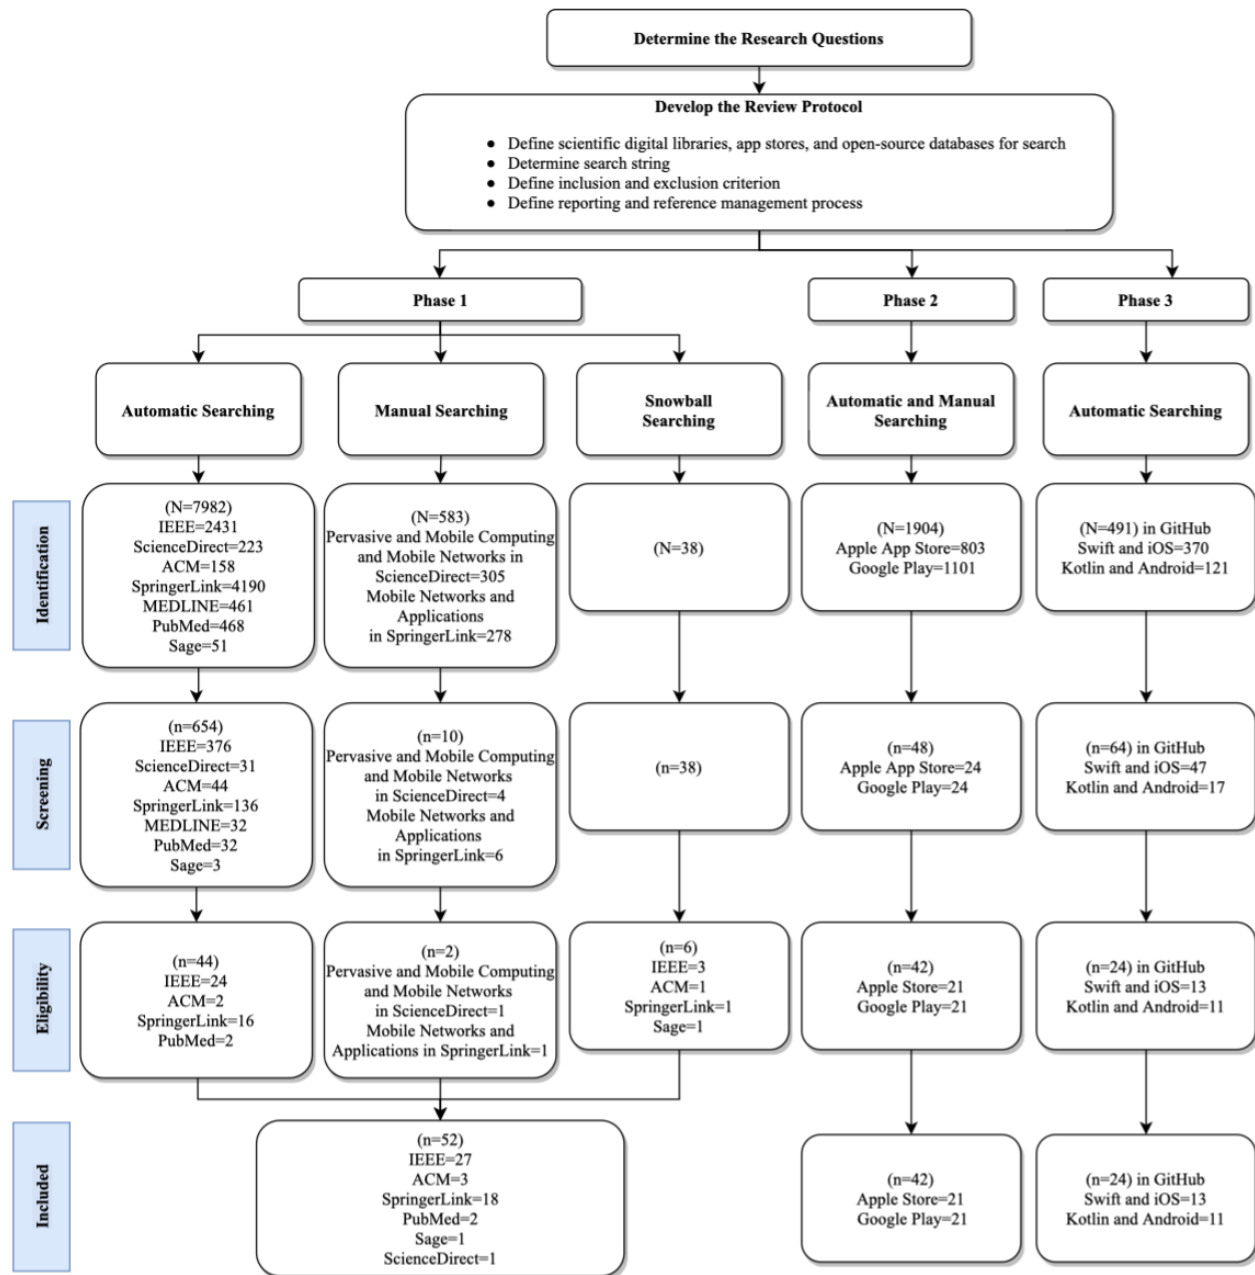 Determine the Research Questions
Develop the Review Protocol
● Define scientific digital libraries, app stores, and open-source databases for search
● Determine search string
● Define inclusion and exclusion criterion
● Define reporting and reference management process
Phase 1
Phase 2
Phase 3
Automatic Searching
Manual Searching
Snowball
Searching
Automatic and Manual
Searching
Automatic Searching
Identification
(N=7982)
IEEE=2431
ScienceDirect=223
ACM=158
SpringerLink=4190
MEDLINE=461
PubMed=468
Sage=51
(N=583)
Pervasive and Mobile Computing
and Mobile Networks in
ScienceDirect=305
Mobile Networks and
Applications
in SpringerLink=278
(N=38)
(N=1904)
Apple App Store=803
Google Play=1101
(N=491) in GitHub
Swift and iOS=370
Kotlin and Android=121
Screening
(n=654)
IEEE=376
ScienceDirect=31
ACM=44
SpringerLink=136
MEDLINE=32
PubMed=32
Sage=3
(n=10)
Pervasive and Mobile Computing
and Mobile Networks
in ScienceDirect=4
Mobile Networks and
Applications
in SpringerLink=6
(n=38)
(n=48)
Apple App Store=24
Google Play=24
(n=64) in GitHub
Swift and iOS=47
Kotlin and Android=17
Eligibility
(n=44)
IEEE=24
ACM=2
SpringerLink=16
PubMed=2
(n=2)
Pervasive and Mobile Computing
and Mobile Networks
in ScienceDirect=1
Mobile Networks and
Applications in SpringerLink=1
(n=6)
IEEE=3
ACM=1
SpringerLink=1
Sage=1
(n=42)
Apple Store=21
Google Play=21
(n=24) in GitHub
Swift and iOS=13
Kotlin and Android=11
Included
(n=52)
IEEE=27
ACM=3
SpringerLink=18
PubMed=2
Sage=1
ScienceDirect=1
(n=42)
Apple Store=21
Google Play=21
(n=24) in GitHub
Swift and iOS=13
Kotlin and Android=11